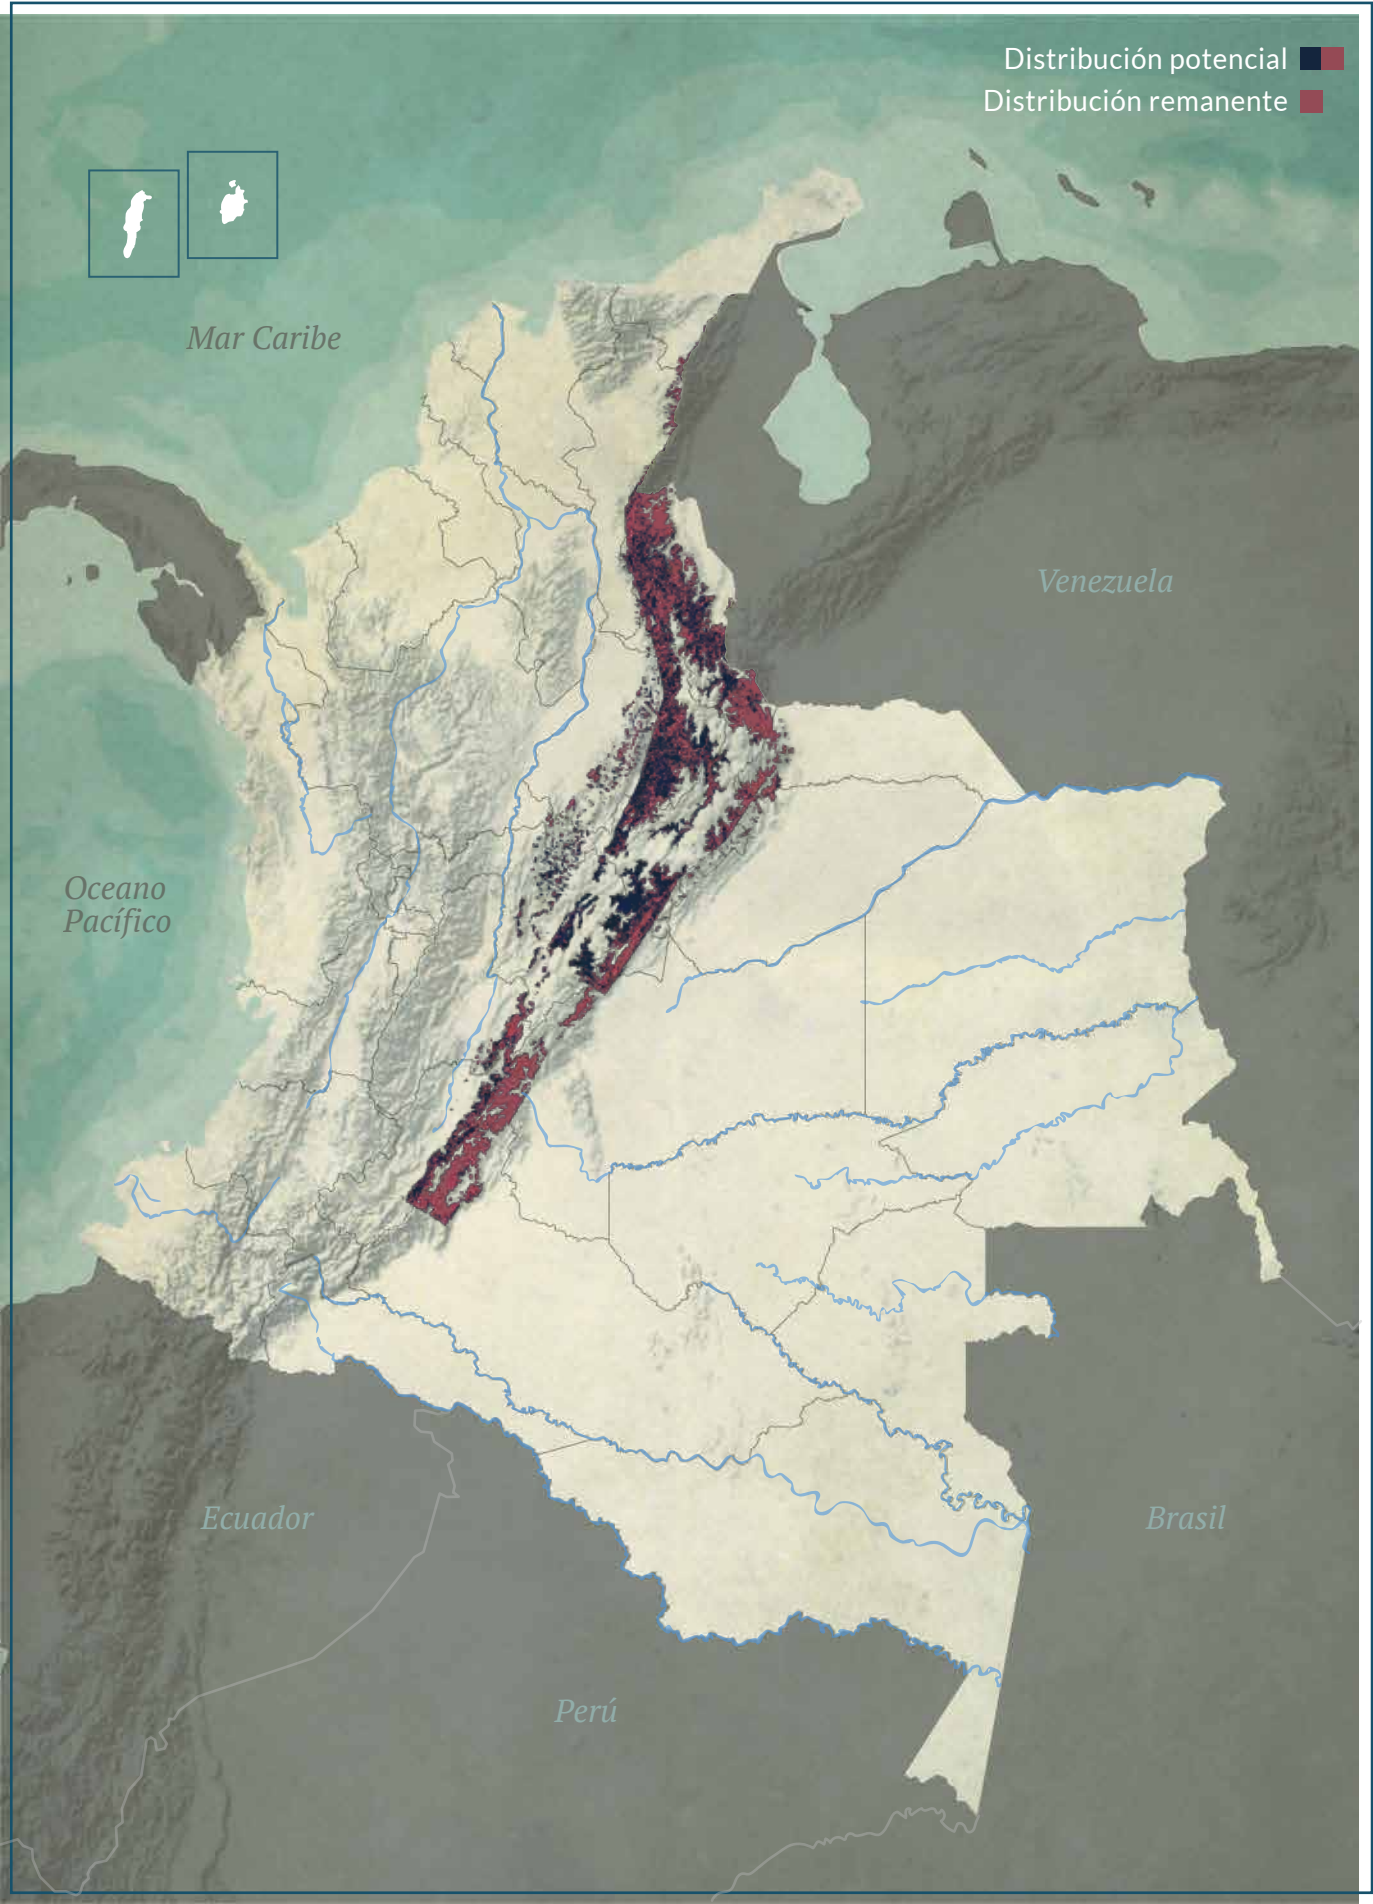 Distribución potencial
Distribución remanente
Mar Caribe
Venezuela
Oceano
Pacífico
Ecuador
Brasil
Perú